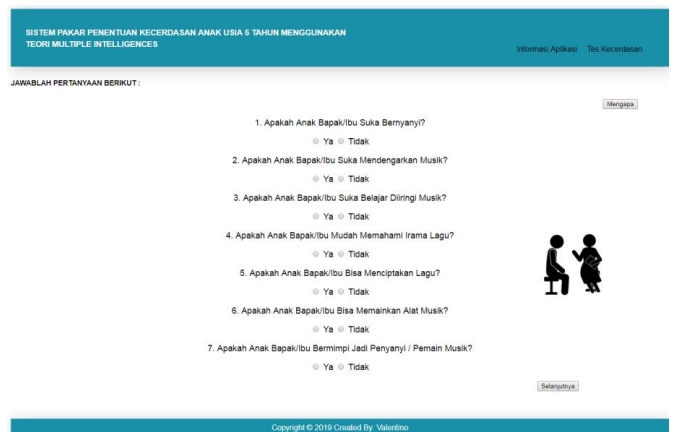 SISTEM PAKAR PENENTUAN KECERDASAN ANAK USIA 5 TAHUN MENGGUNAKAN
TEORI MULTIPLE INTELLIGENCES
Informasi Aplikasi Tes Kecerdasan
JAWABLAH PERTANYAAN BERIKUT :
Mengapa
1. Apakah Anak Bapak/Ibu Suka Bernyanyi?
Ya Tidak
2. Apakah Anak Bapak/Ibu Suka Mendengarkan Musik?
Ya Tidak
3. Apakah Anak Bapak/Ibu Suka Belajar Diiringi Musik?
Ya Tidak
4. Apakah Anak Bapak/Ibu Mudah Memahami Irama Lagu?
Ya Tidak
5. Apakah Anak Bapak/Ibu Bisa Menciptakan Lagu?
Ya Tidak
6. Apakah Anak Bapak/Ibu Bisa Memainkan Alat Musik?
Ya Tidak
7. Apakah Anak Bapak/Ibu Bermimpi Jadi Penyanyi / Pemain Musik?
Ya Tidak
Selanjutnya
Copyright © 2019 Created By: Valentino